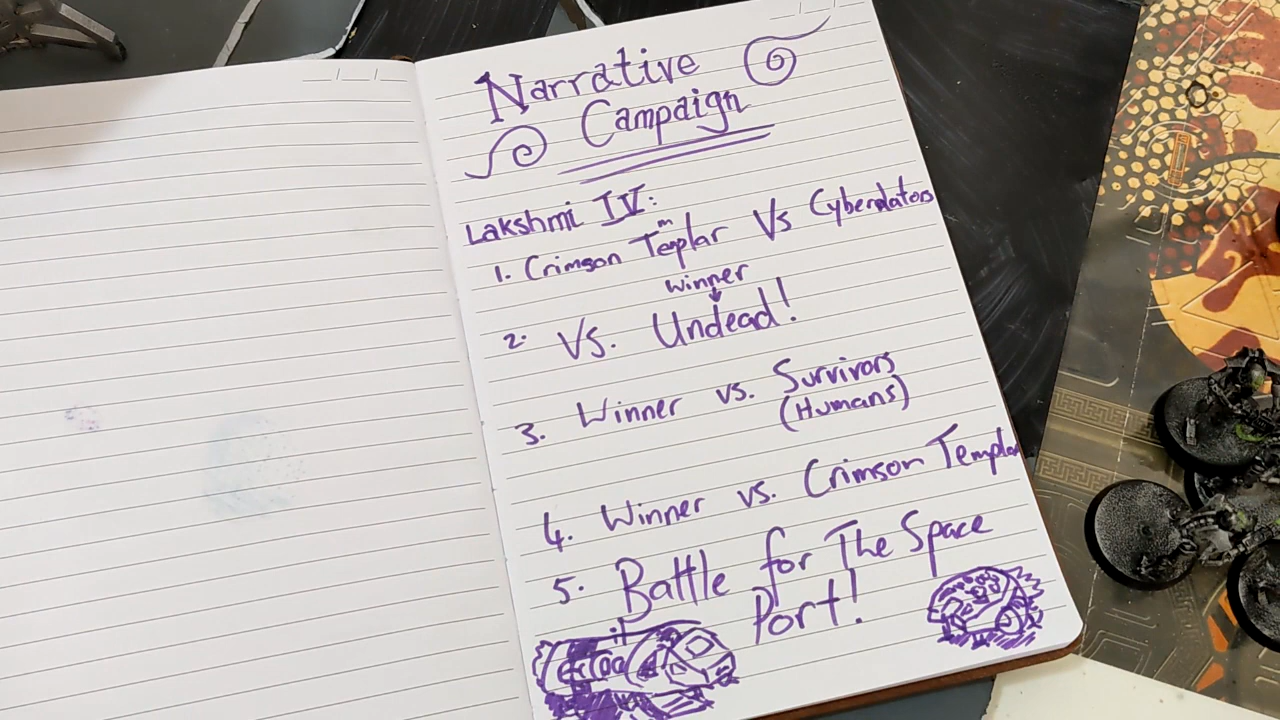 Narrative
Campaign
Lakshmi IV:
1. Crimson Templar Vs Cyberdators
winner
2. VS. Undead!
3. Winner vs. Survivors
(Humans)
4. Winner vs. Crimson Templar
5. Battle for The Space
Port!